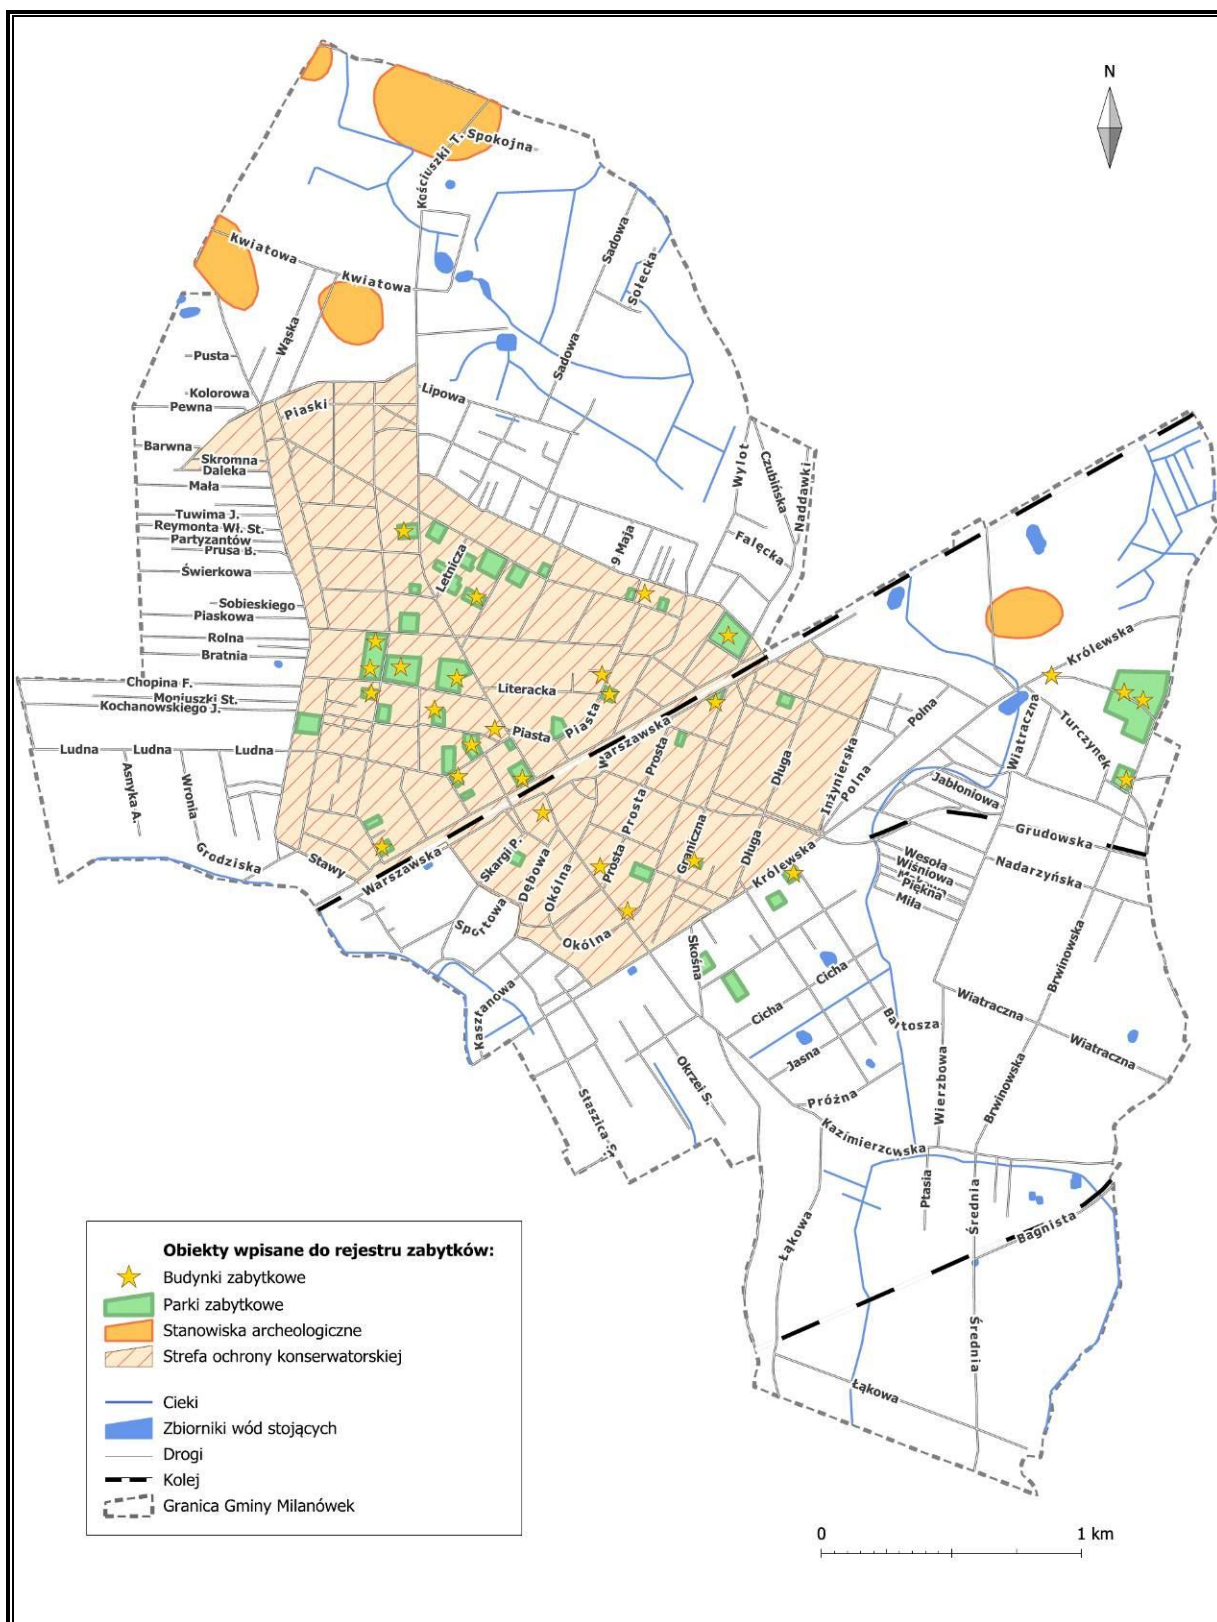 N
Kościuszki T.
Spokojna
Kwiatowa
Kwiatowa
Sadowa
Sołecka
Wąska
Sadowa
Pusta
Kolorowa
Pewna
Piaski
Lipowa
Barwna
Skromna
Daleka
Mała
Wylot
Czubińska
Naddawki
Tuwima J.
Reymonta Wł. St.
Partyzantów
Prusa B.
Świerkowa
Letnicza
9 Maja
Falęcka
Sobieskiego
Piaskowa
Rolna
Bratnia
Królewska
Chopina F.
Moniuszki St.
Kochanowskiego J.
Literacka
Piasta
Piasta
Warszawska
Prosta
Polna
Wiatraczna
Turczynek
Ludna
Ludna
Ludna
Asnyka A.
Wronia
Długa
Inżynierska
Polna
Jabłoniowa
Grudowska
Prosta
Graniczna
Długa
Królewska
Grodziska
Stawy
Warszawska
Skargi P.
Dębowa
Okólna
Prosta
Wesoła
Wiśniowa
Piękna
Miła
Nadarzyńska
Sportowa
Okólna
Skośna
Brwinowska
Kasztanowa
Cicha
Cicha
Bartosza
Wiatraczna
Wiatraczna
Jasna
Okrzei S.
Staszica S.
Próżna
Wierzbowa
Brwinowska
Kazimierzowska
Ptasia
Średnia
Bagnista
Łąkowa
Średnia
Łąkowa
Obiekty wpisane do rejestru zabytków:
Budynki zabytkowe
Parki zabytkowe
Stanowiska archeologiczne
Strefa ochrony konserwatorskiej
Cieki
Zbiorniki wód stojących
Drogi
Kolej
Granica Gminy Milanówek
0 1 km